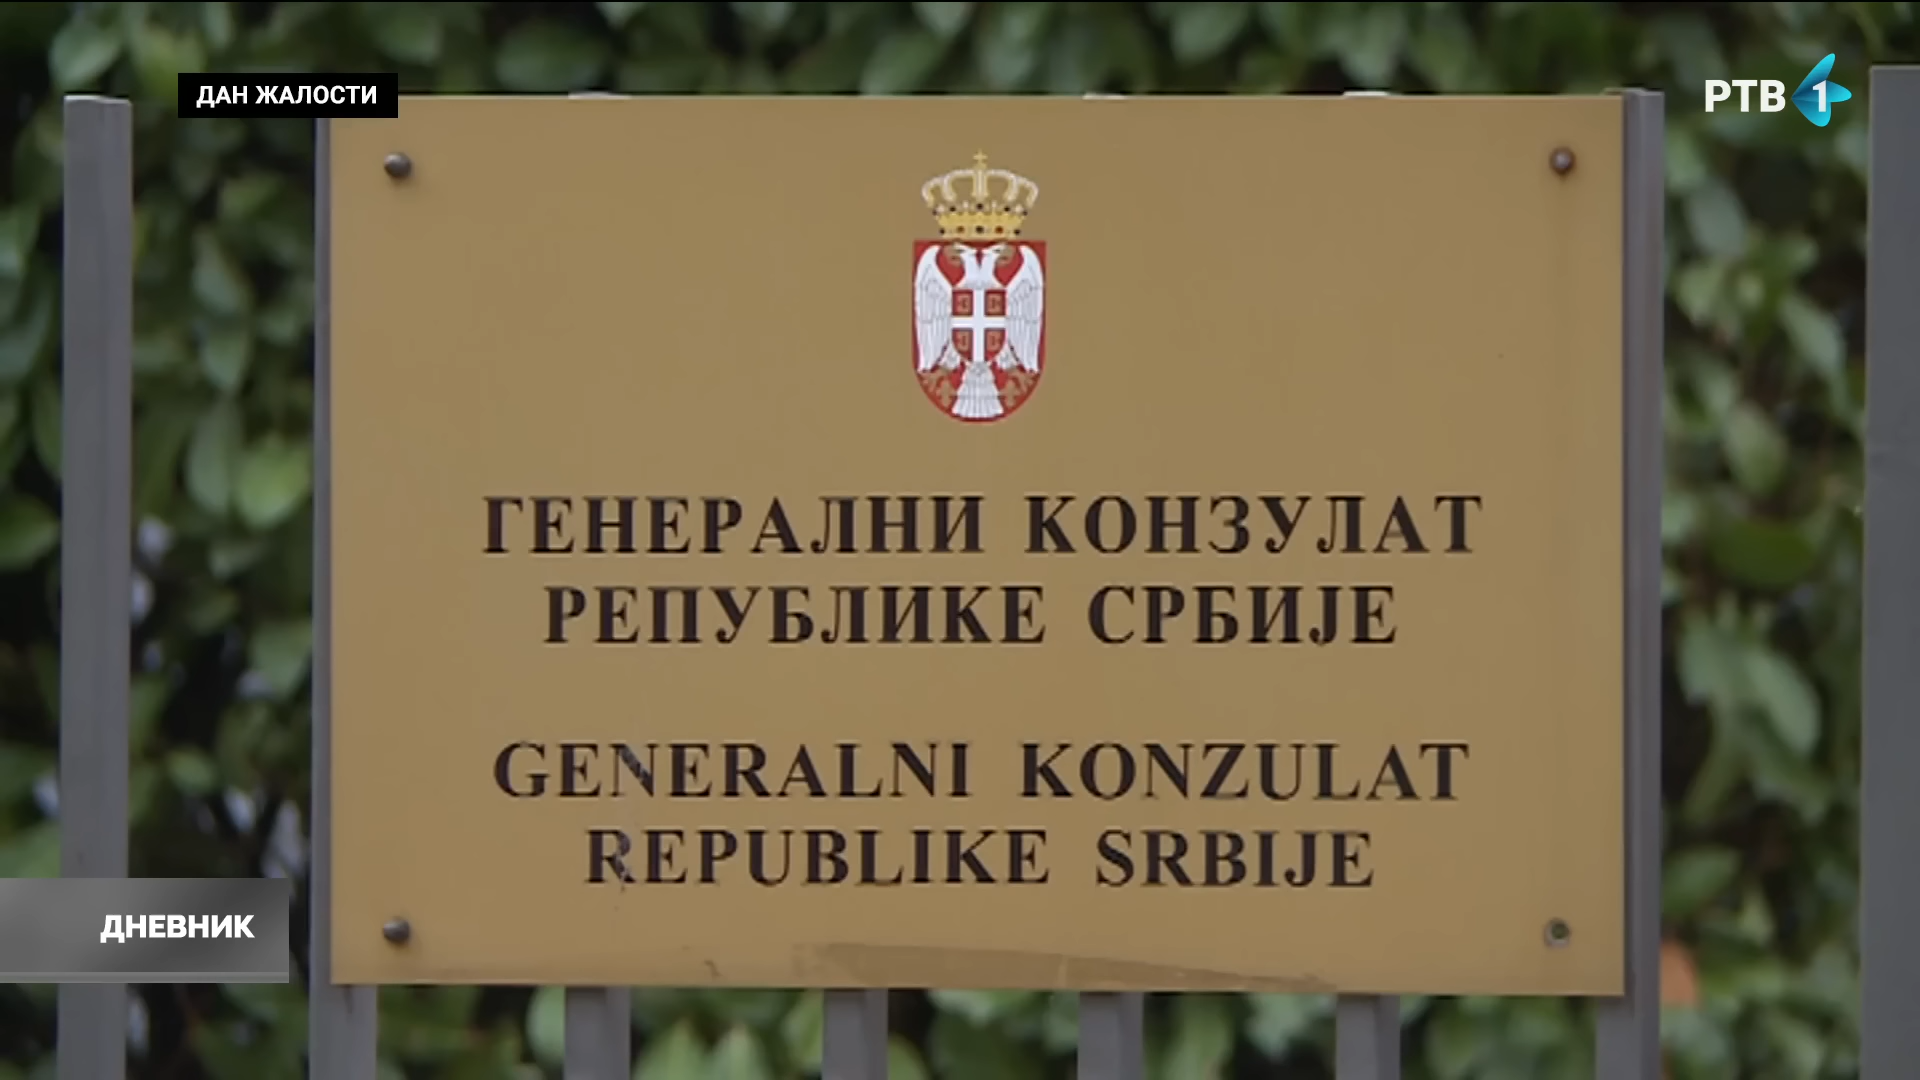 ДАН ЖАЛОСТИ
РТВ 1
ГЕНЕРАЛНИ КОНЗУЛАТ
РЕПУБЛИКЕ СРБИЈЕ
GENERALNI KONZULAT
REPUBLIKE SRBIJE
ДНЕВНИК